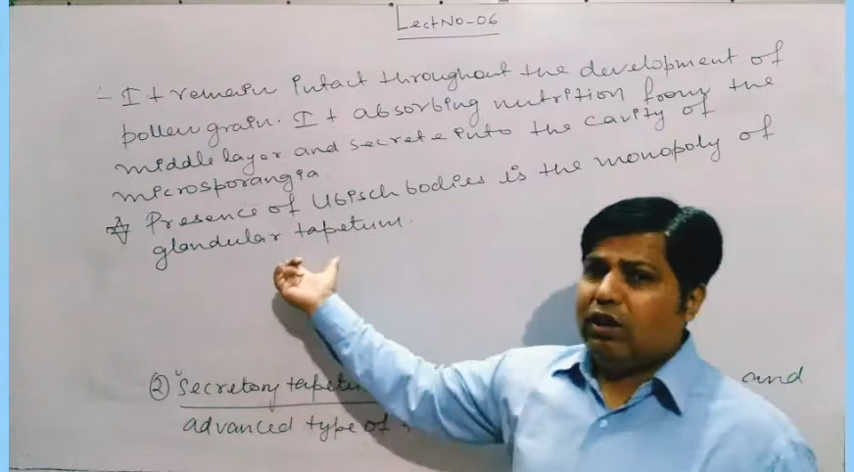 Lect No-06
- It remain intact throughout the development of
pollen grain. It absorbing nutrition from the
middle layer and secrete into the cavity of
microsporangia.
Presence of Ubisch bodies is the monopoly of
glandular tapetum.
② "Secretory tapetum and
advanced type of